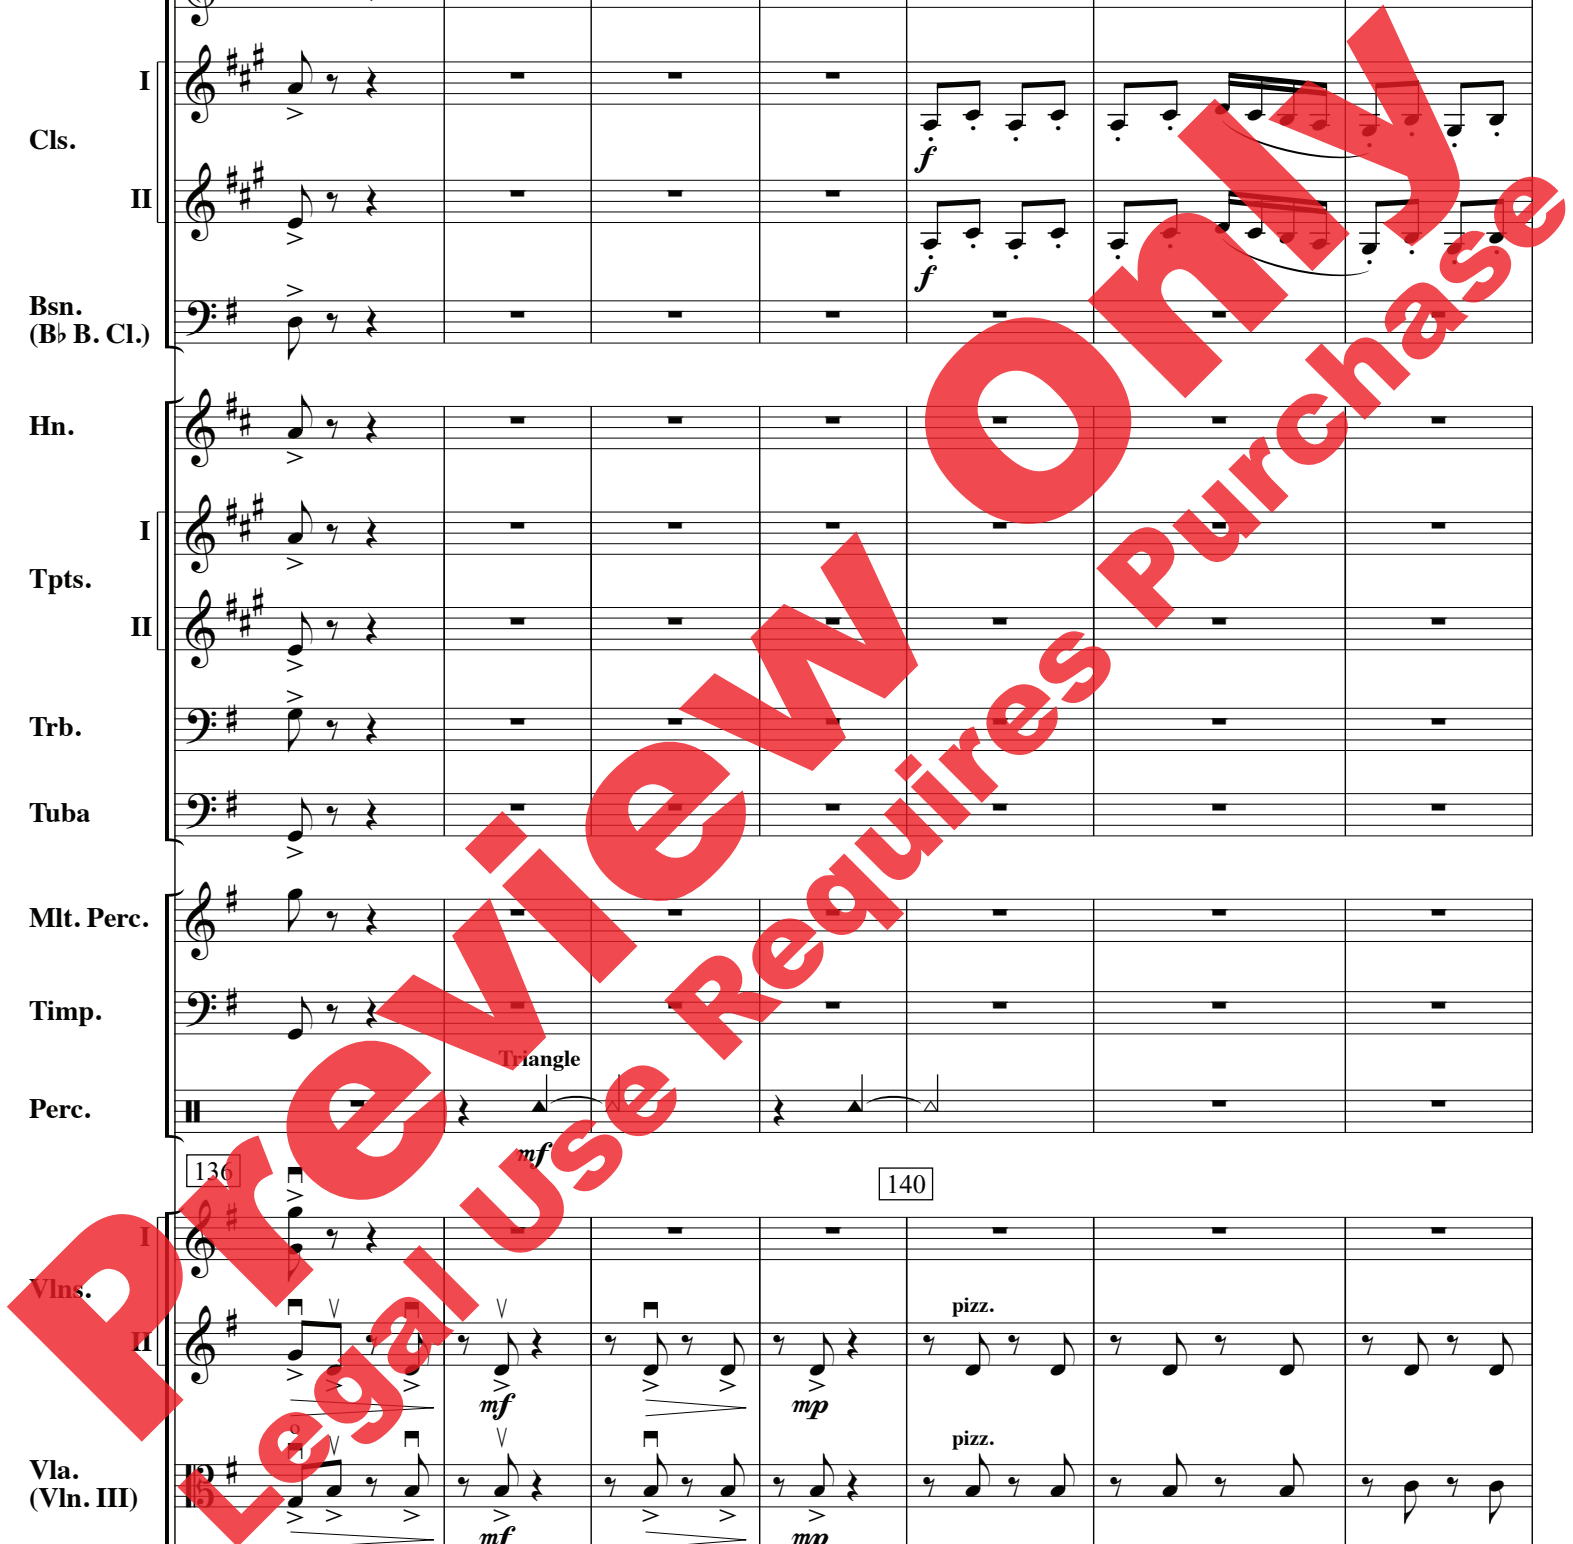 I
Cls.
II
f
f
Bsn.
(B♭ B. Cl.)
Hn.
I
Tpts.
II
Trb.
Tuba
Mlt. Perc.
Timp.
Triangle
Perc.
mf
136
140
I
Vlns.
pizz.
II
mf
mp
pizz.
Vla.
(Vln. III)
mf
mp
Preview Only
Legal Use Requires Purchase